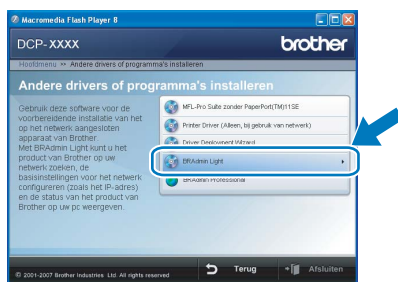 Macromedia Flash Player 8
DCP-XXXX
brother
Hoofdmenu >> Andere drivers of programma's installeren
Andere drivers of programma's installeren
Gebruik deze software voor de
voorbereidende installatie van het
op het netwerk aangesloten
apparaat van Brother.
Met BRAdmin Light kunt u het
product van Brother op uw
netwerk zoeken, de
basisinstellingen voor het netwerk
configureren (zoals het IP-adres)
en de status van het product van
Brother op uw pc weergeven.
MFL-Pro Suite zonder PaperPort(TM)11SE
Printer Driver (Alleen, bij gebruik van netwerk)
Driver Deployment Wizard
BRAdmin Light
BRAdmin Professional
© 2001-2007 Brother Industries Ltd. All rights reserved
Terug
Afsluiten